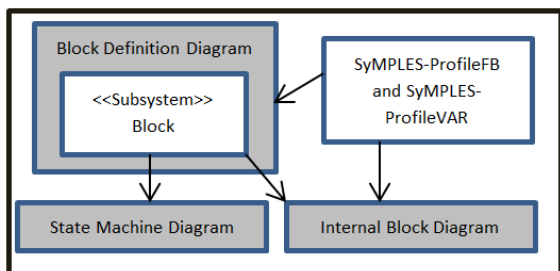 Block Definition Diagram
<<Subsystem>>
Block
SyMPLES-ProfileFB
and SyMPLES-
ProfileVAR
State Machine Diagram
Internal Block Diagram